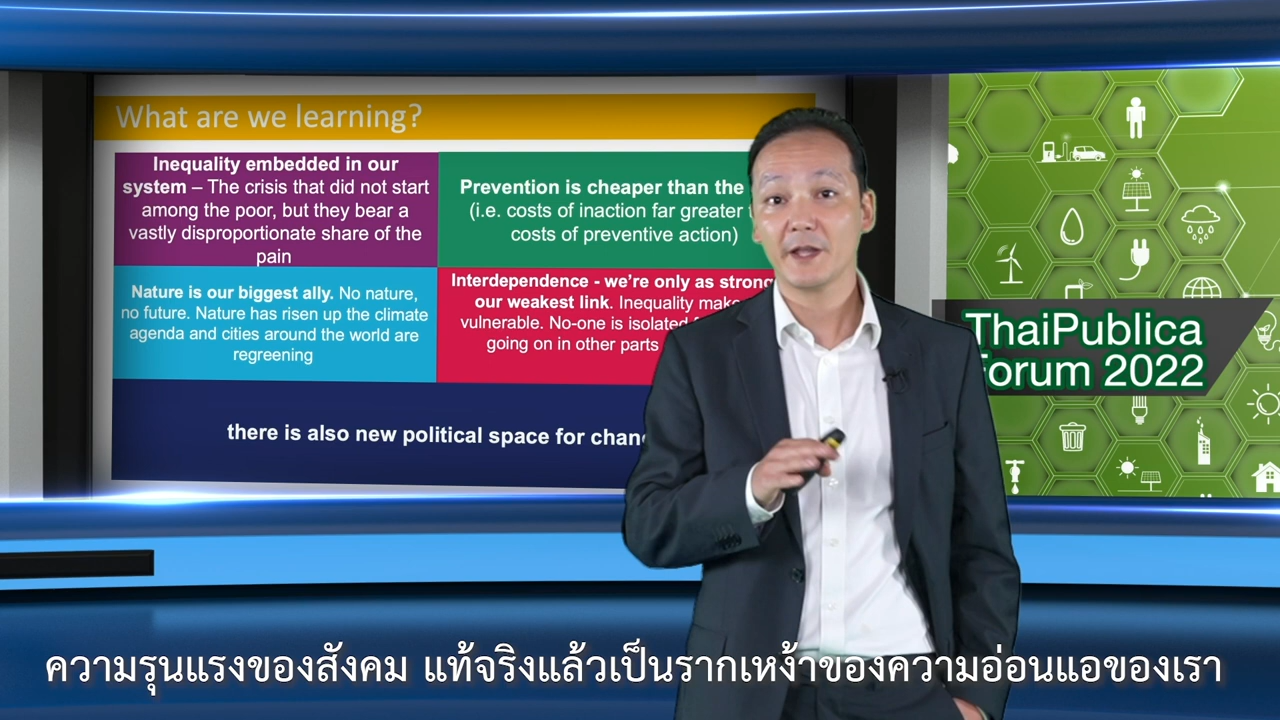 What are we learning?
Inequality embedded in our
system – The crisis that did not start
among the poor, but they bear a
vastly disproportionate share of the
pain
Prevention is cheaper than the
(i.e. costs of inaction far greater
costs of preventive action)
Nature is our biggest ally. No nature,
no future. Nature has risen up the climate
agenda and cities around the world are
regreening
Interdependence - we're only as strong
our weakest link. Inequality
vulnerable. No-one is isolated
going on in other parts
there is also new political space for
ThaiPublica
Forum 2022
ความรุนแรงของสังคม แท้จริงแล้วเป็นรากเหง้าของความอ่อนแอของเรา